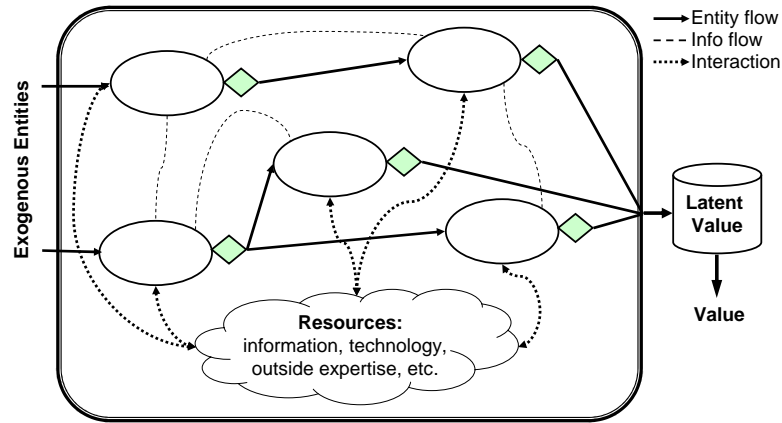 Entity flow
Info flow
Interaction
Exogenous Entities
Latent
Value
Value
Resources:
information, technology,
outside expertise, etc.